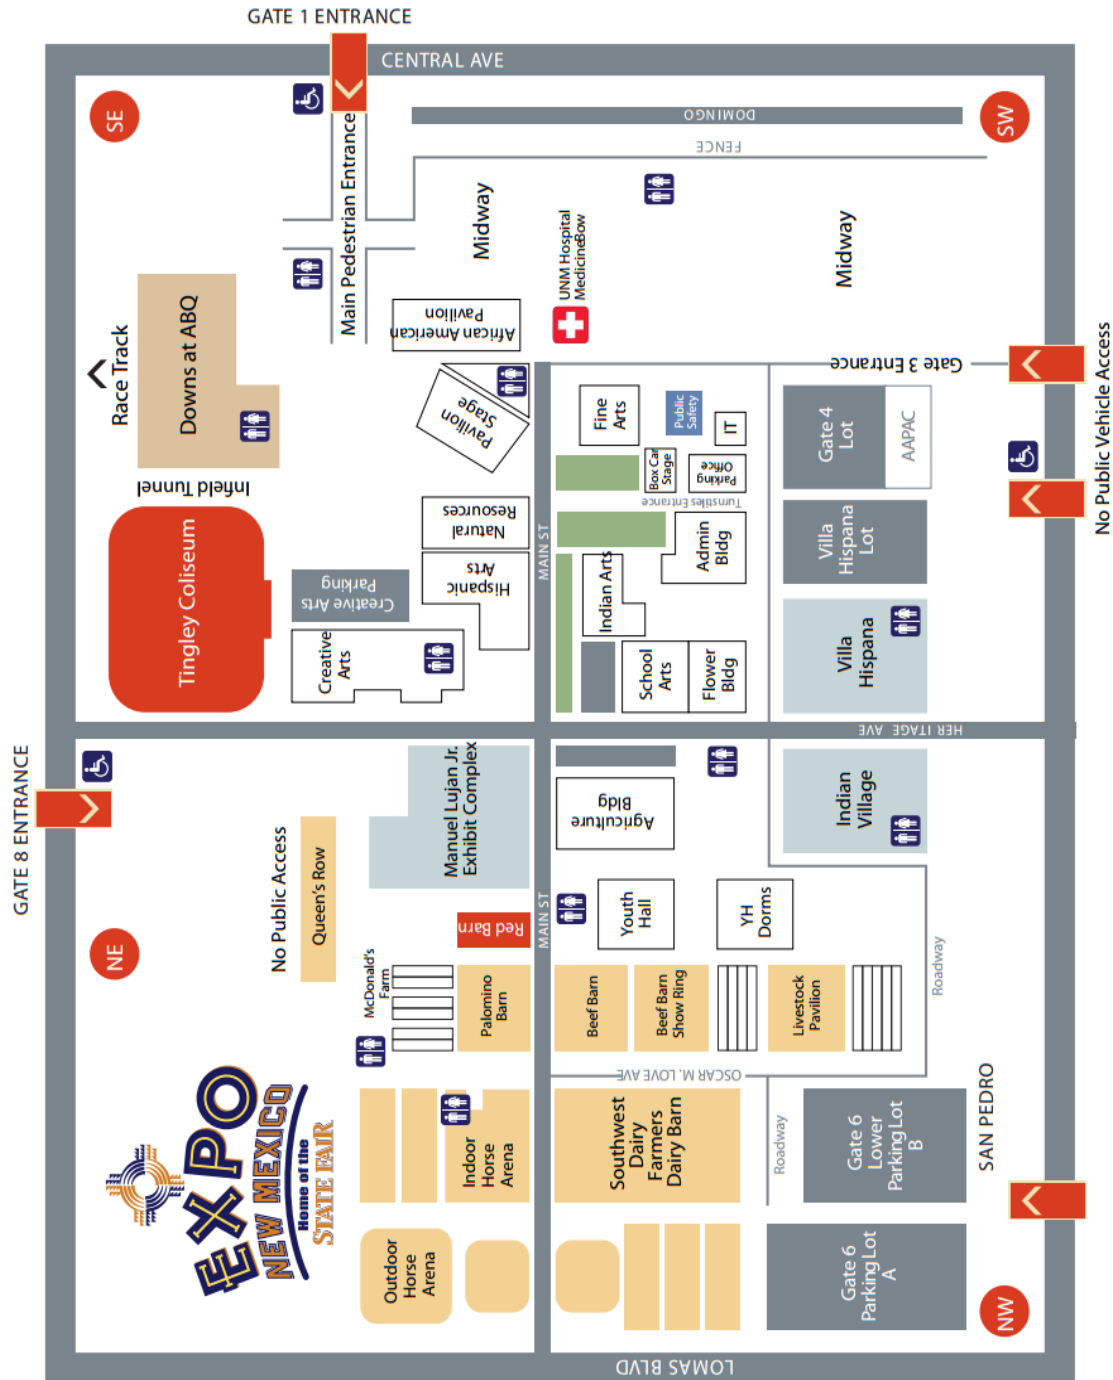 GATE 1 ENTRANCE
CENTRAL AVE
SE
SW
DOMINGO
FENCE
Main Pedestrian Entrance
Midway
UNM Hospital
MedicineBow
Midway
Race Track
Downs at ABQ
African American
Pavilion
Gate 3 Entrance
No Public Vehicle Access
Pavilion
Stage
Fine
Arts
Public
Safety
IT
Gate 4
Lot
AAPAC
Infield Tunnel
Box Car
Stage
Parking
Office
Turnstiles Entrance
Tingley Coliseum
Natural
Resources
MAIN ST
Admin
Bldg
Villa
Hispana
Lot
Creative Arts
Parking
Hispanic
Arts
Indian Arts
Creative
Arts
School
Arts
Flower
Bldg
Villa
Hispana
HERITAGE AVE
GATE 8 ENTRANCE
Manuel Lujan Jr.
Exhibit Complex
Agriculture
Bldg
Indian
Village
No Public Access
Queen's Row
NE
Red Barn
MAIN ST
Youth
Hall
YH
Dorms
McDonald's
Farm
Palomino
Barn
Beef Barn
Beef Barn
Show Ring
Livestock
Pavilion
Roadway
OSCAR M. LOVE AVE
EXPO
NEW MEXICO
Home of the
STATE FAIR
Indoor
Horse
Arena
Southwest
Dairy
Farmers
Dairy Barn
Roadway
Gate 6
Lower
Parking Lot
B
SAN PEDRO
Outdoor
Horse
Arena
Gate 6
Parking Lot
A
NW
LOMAS BLVD